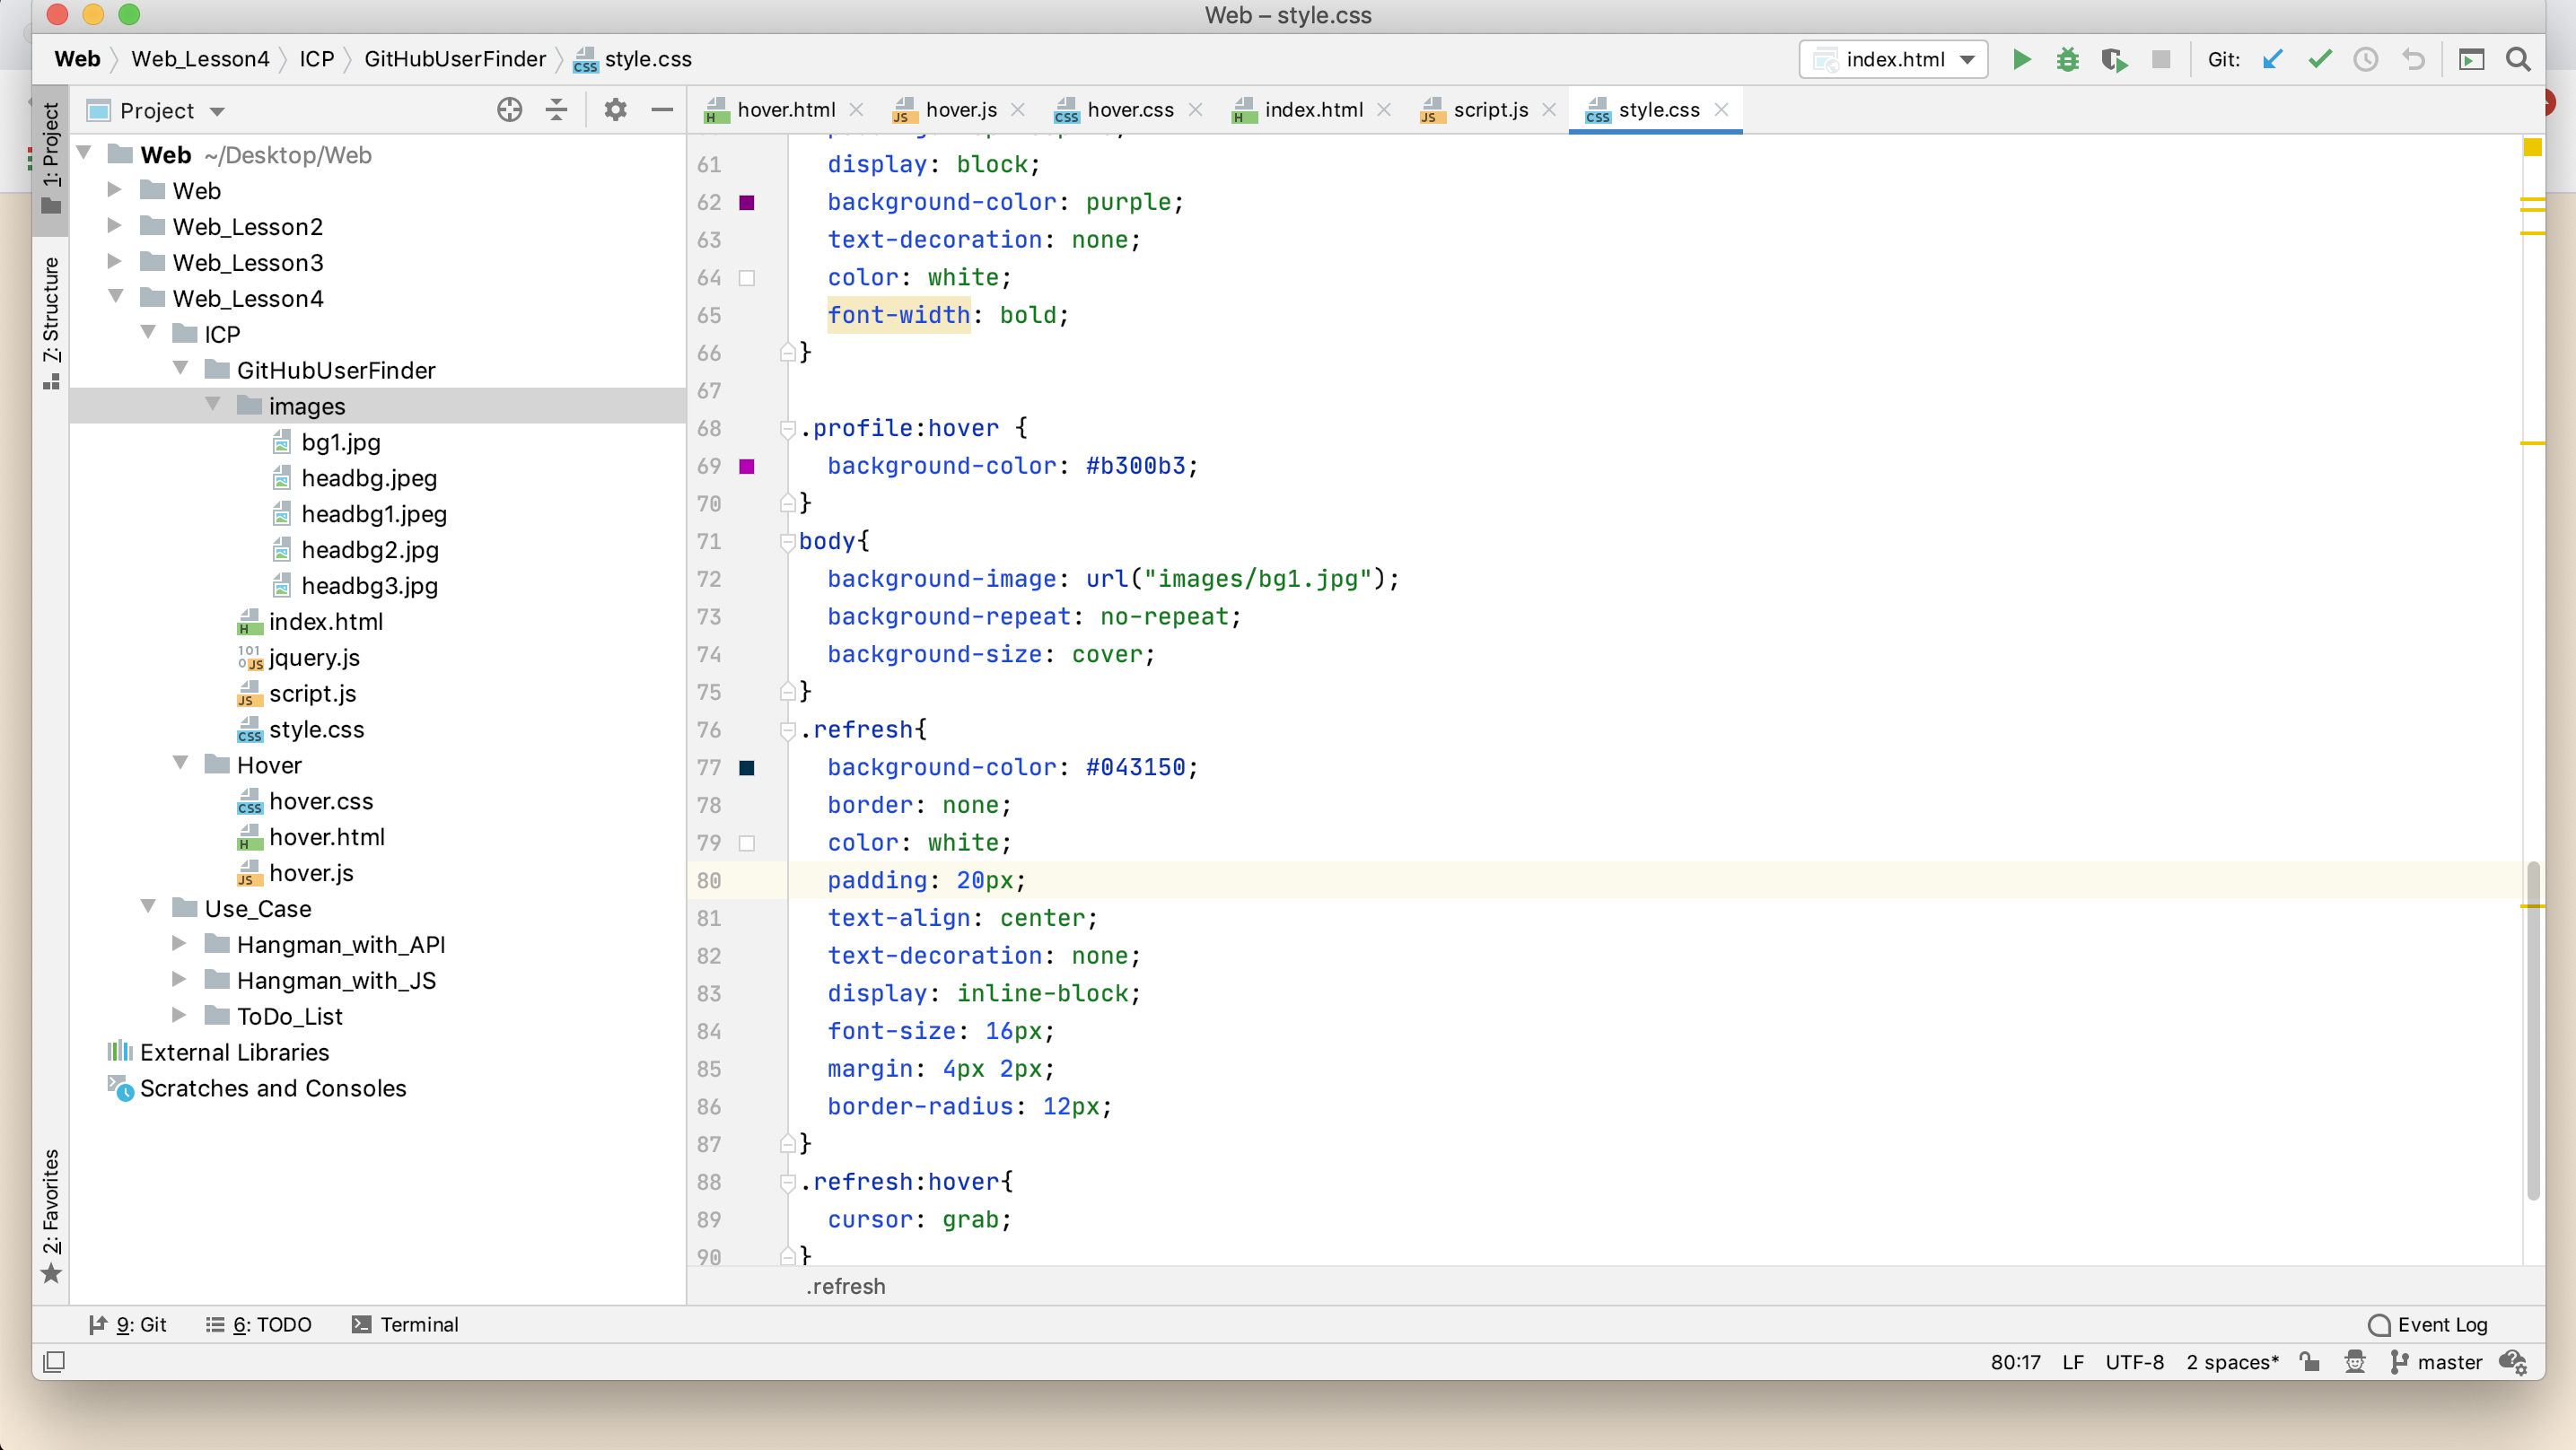 Web – style.css
Web Web_Lesson4 ICP GitHubUserFinder style.css
index.html
Git:
1: Project
7: Structure
2: Favorites
Project
Web ~/Desktop/Web
Web
Web_Lesson2
Web_Lesson3
Web_Lesson4
ICP
GitHubUserFinder
images
bg1.jpg
headbg.jpeg
headbg1.jpeg
headbg2.jpg
headbg3.jpg
index.html
jquery.js
script.js
style.css
Hover
hover.css
hover.html
hover.js
Use_Case
Hangman_with_API
Hangman_with_JS
ToDo_List
External Libraries
Scratches and Consoles
hover.html hover.js hover.css index.html script.js style.css
61 display: block;
62 background-color: purple;
63 text-decoration: none;
64 color: white;
65 font-width: bold;
66 }
67
68 .profile:hover {
69 background-color: #b300b3;
70 }
71 body{
72 background-image: url("images/bg1.jpg");
73 background-repeat: no-repeat;
74 background-size: cover;
75 }
76 .refresh{
77 background-color: #043150;
78 border: none;
79 color: white;
80 padding: 20px;
81 text-align: center;
82 text-decoration: none;
83 display: inline-block;
84 font-size: 16px;
85 margin: 4px 2px;
86 border-radius: 12px;
87 }
88 .refresh:hover{
89 cursor: grab;
90 }
.refresh
9: Git 6: TODO Terminal Event Log
80:17 LF UTF-8 2 spaces* master